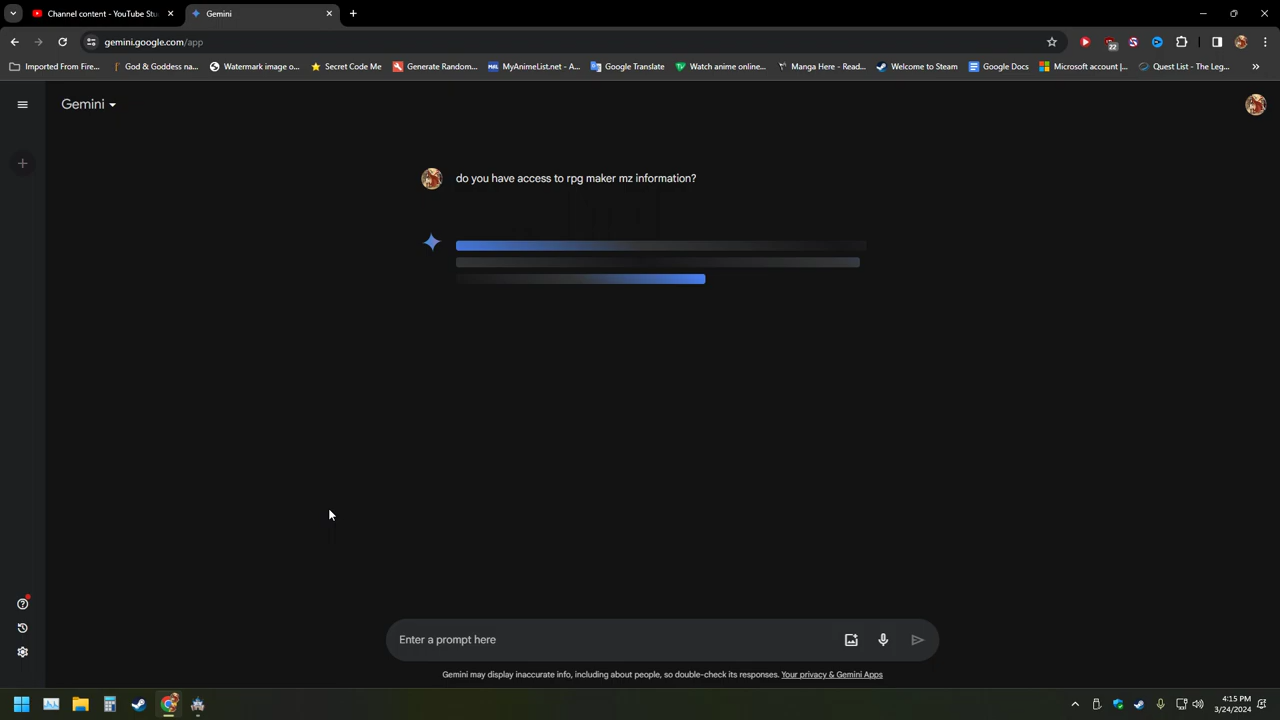 Channel content - YouTube Stu
Gemini
gemini.google.com/app
Imported From Fire...
God & Goddess na...
Watermark image o...
Secret Code Me
Generate Random...
MyAnimeList.net - A...
Google Translate
Watch anime online...
Manga Here - Read...
Welcome to Steam
Google Docs
Microsoft account |...
Quest List - The Leg...
22
Gemini
do you have access to rpg maker mz information?
Enter a prompt here
Gemini may display inaccurate info, including about people, so double-check its responses. Your privacy & Gemini Apps
4:15 PM
3/24/2024